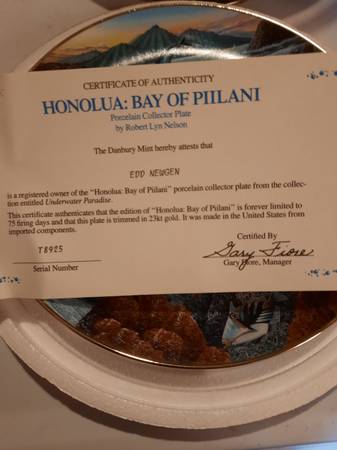 CERTIFICATE OF AUTHENTICITY
HONOLUA: BAY OF PIILANI
Porcelain Collector Plate
by Robert Lyn Nelson
The Danbury Mint hereby attests that
EDD NEWGEN
is a registered owner of the "Honolua: Bay of Piilani" porcelain collector plate from the collec-
tion entitled Underwater Paradise.
This certificate authenticates that the edition of "Honolua: Bay of Piilani" is forever limited to
75 firing days and that this plate is trimmed in 23kt gold. It was made in the United States from
imported components.
T8925
Serial Number
Certified By
Gary Fiore
Gary Fiore, Manager